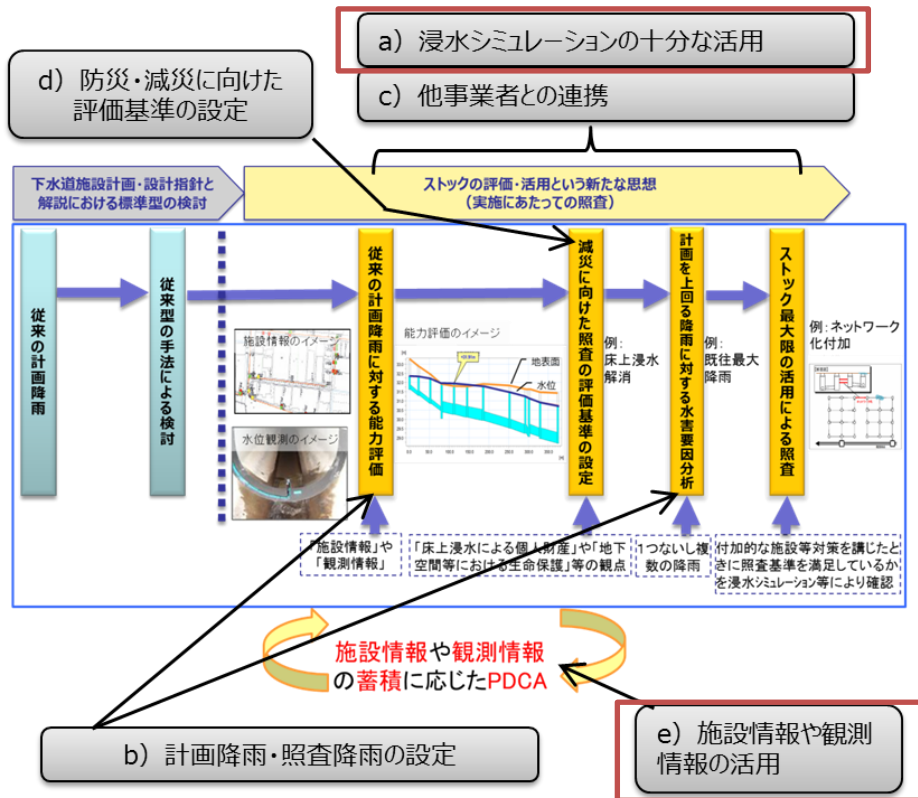 a）浸水シミュレーションの十分な活用
d）防災・減災に向けた
評価基準の設定
c）他事業者との連携
下水道施設計画・設計指針と
解説における標準型の検討
ストックの評価・活用という新たな思想
（実施にあたっての照査）
従来の計画降雨
従来型の手法による検討
施設情報のイメージ
水位観測のイメージ
従来の計画降雨に対する能力評価
能力評価のイメージ
地表面
水位
減災に向けた照査の評価基準の設定
例：
床上浸水
解消
計画を上回る降雨に対する水害要因分析
例：
既往最大
降雨
ストック最大限の活用による照査
例：ネットワーク
化付加
「施設情報」や
「観測情報」
「床上浸水による個人財産」や「地下
空間等における生命保護」等の観点
1つないし複
数の降雨
付加的な施設等対策を講じたと
きに照査基準を満足しているか
を浸水シミュレーション等により確認
施設情報や観測情報
の蓄積に応じたPDCA
b）計画降雨・照査降雨の設定
e）施設情報や観測
情報の活用